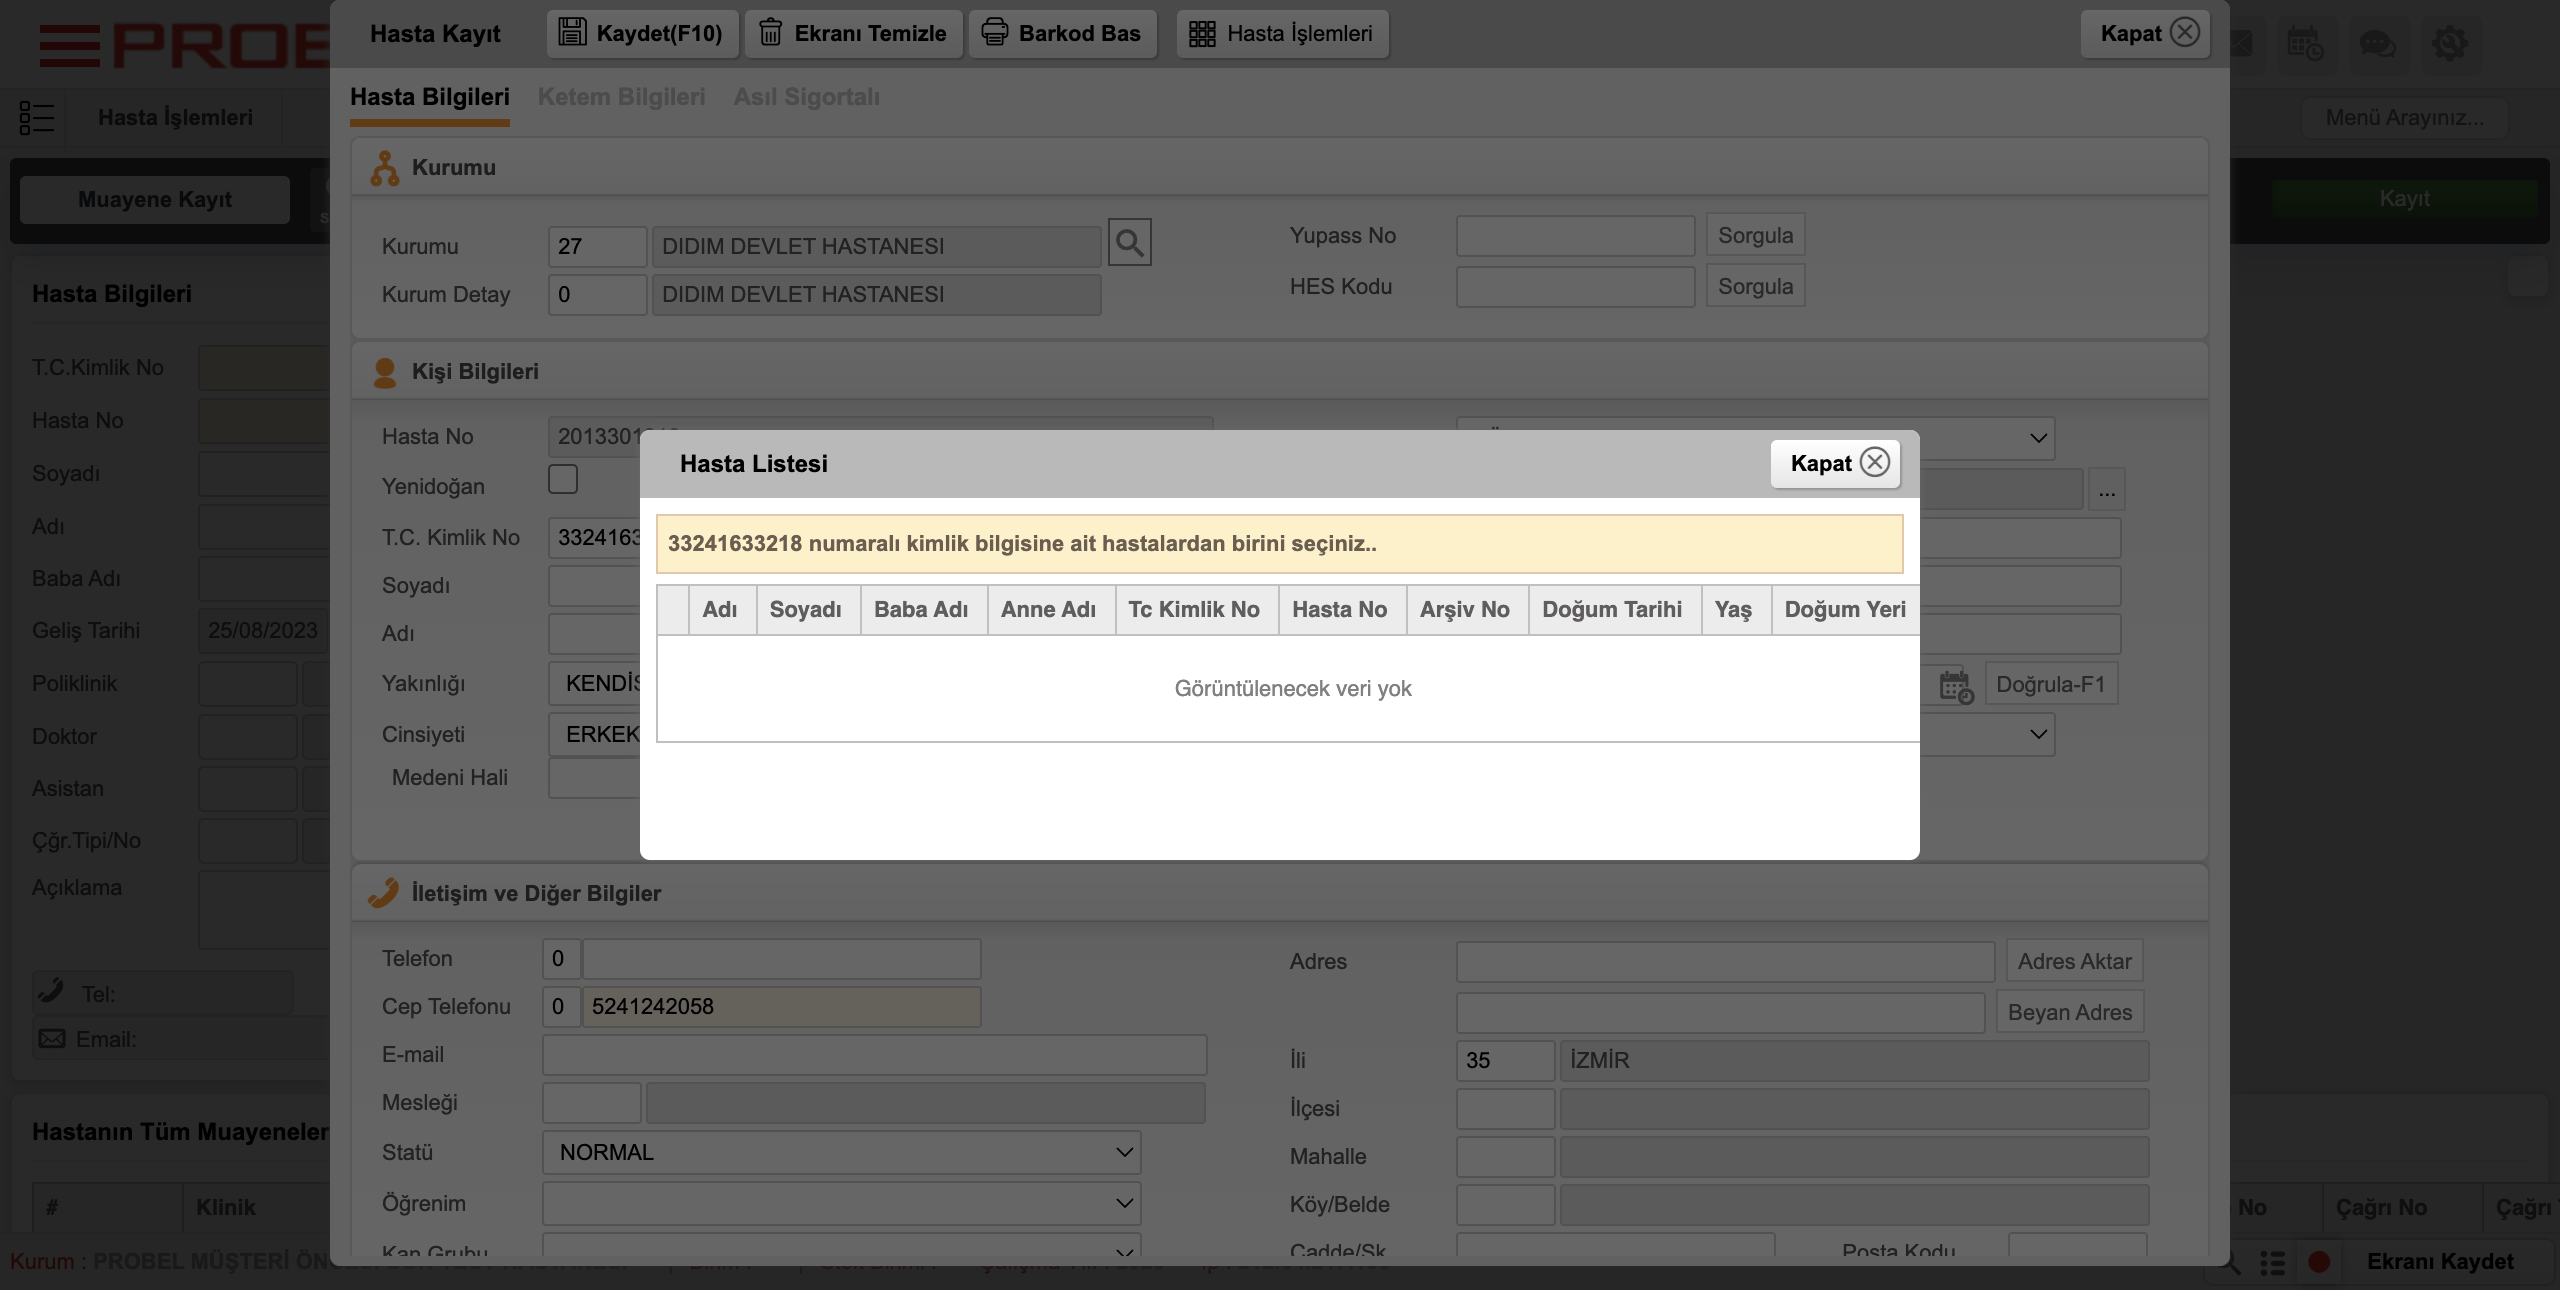 Hasta Kayıt
Kaydet(F10)
Ekranı Temizle
Barkod Bas
Hasta İşlemleri
Kapat
Hasta İşlemleri
Menü Arayınız...
Hasta Bilgileri
Ketem Bilgileri
Asıl Sigortalı
Muayene Kayıt
Kayıt
Kurumu
Kurumu
27
DIDIM DEVLET HASTANESI
Yupass No
Sorgula
Kurum Detay
0
DIDIM DEVLET HASTANESI
HES Kodu
Sorgula
Hasta Bilgileri
T.C.Kimlik No
Hasta No
Soyadı
Adı
Baba Adı
Geliş Tarihi
25/08/2023
Poliklinik
Doktor
Asistan
Çğr.Tipi/No
Açıklama
Tel:
Email:
Kişi Bilgileri
Hasta No
2013301
Yenidoğan
...
T.C. Kimlik No
3324163
Soyadı
Adı
Yakınlığı
KENDİS
Doğrula-F1
Cinsiyeti
ERKEK
Medeni Hali
Hasta Listesi
Kapat
33241633218 numaralı kimlik bilgisine ait hastalardan birini seçiniz..
Adı Soyadı Baba Adı Anne Adı Tc Kimlik No Hasta No Arşiv No Doğum Tarihi Yaş Doğum Yeri
Görüntülenecek veri yok
İletişim ve Diğer Bilgiler
Telefon
0
Adres
Adres Aktar
Cep Telefonu
0
5241242058
Beyan Adres
E-mail
İli
35
İZMİR
Mesleği
İlçesi
Statü
NORMAL
Mahalle
Öğrenim
Köy/Belde
Kan Grubu
Cadde/Sk
Posta Kodu
Hastanın Tüm Muayeneler
# Klinik
No
Çağrı No
Çağrı
Kurum : PROBEL MÜŞTERİ
Ekranı Kaydet